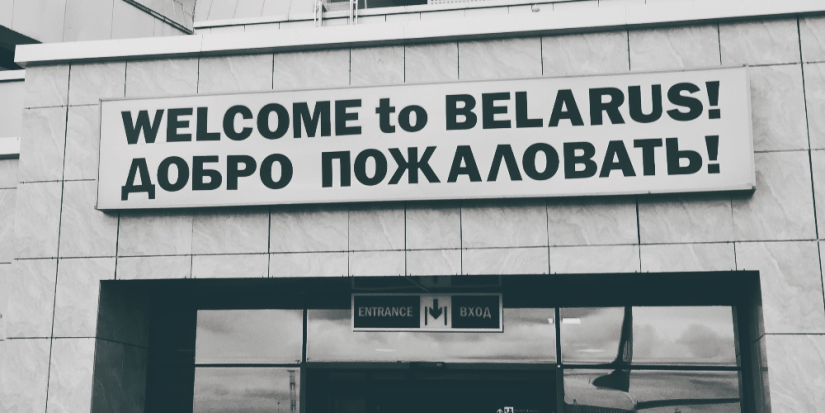 WELCOME to BELARUS!
ДОБРО ПОЖАЛОВАТЬ!
ENTRANCE ВХОД